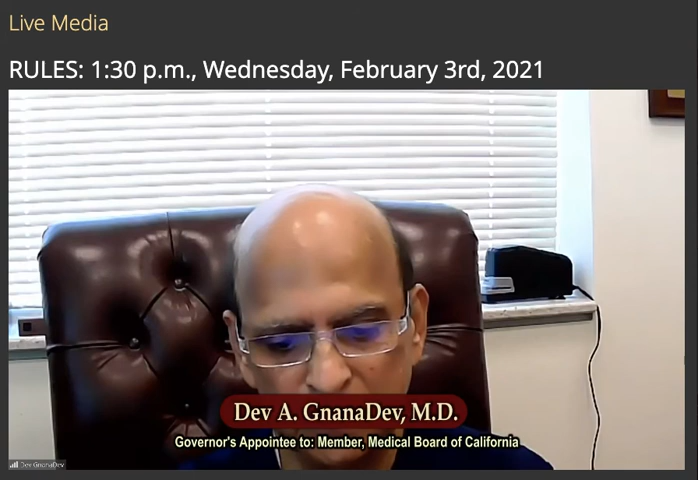 Live Media
RULES: 1:30 p.m., Wednesday, February 3rd, 2021
Dev A. GnanaDev, M.D.
Governor's Appointee to: Member, Medical Board of California
Dev GnanaDev